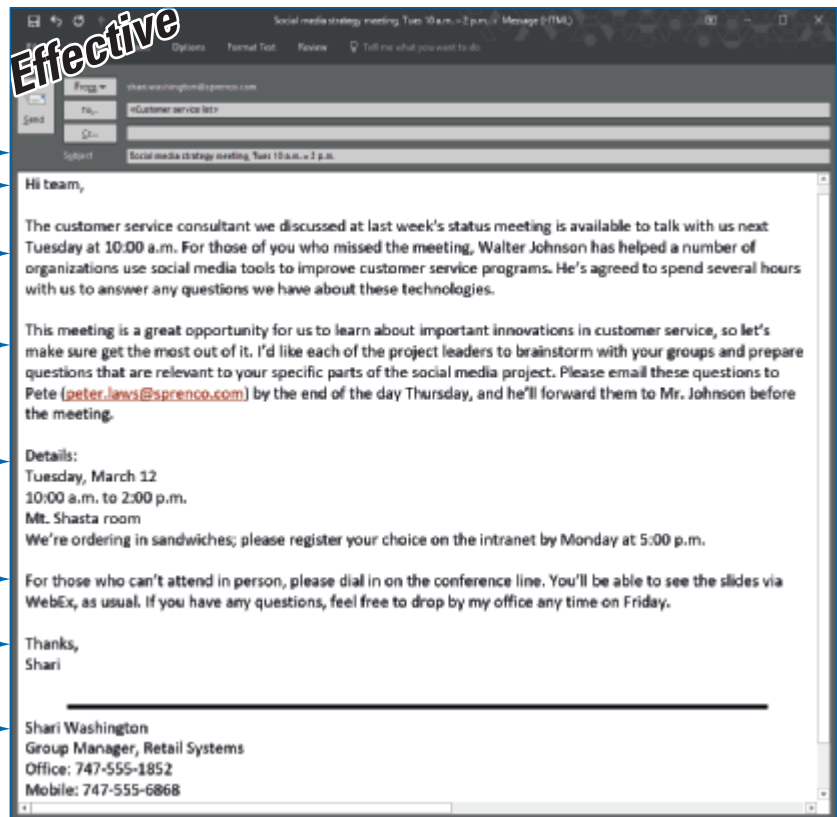 Social media strategy meeting, Tues 10 a.m. – 2 p.m. - Message (HTML)
Effective
Options Format Text Review Tell me what you want to do
From shari.washington@sprenco.com
Send
To... <Customer service list>
Cc...
Subject Social media strategy meeting, Tues 10 a.m. – 2 p.m.
Hi team,
The customer service consultant we discussed at last week's status meeting is available to talk with us next
Tuesday at 10:00 a.m. For those of you who missed the meeting, Walter Johnson has helped a number of
organizations use social media tools to improve customer service programs. He's agreed to spend several hours
with us to answer any questions we have about these technologies.
This meeting is a great opportunity for us to learn about important innovations in customer service, so let's
make sure get the most out of it. I'd like each of the project leaders to brainstorm with your groups and prepare
questions that are relevant to your specific parts of the social media project. Please email these questions to
Pete (peter.laws@sprenco.com) by the end of the day Thursday, and he'll forward them to Mr. Johnson before
the meeting.
Details:
Tuesday, March 12
10:00 a.m. to 2:00 p.m.
Mt. Shasta room
We're ordering in sandwiches; please register your choice on the intranet by Monday at 5:00 p.m.
For those who can't attend in person, please dial in on the conference line. You'll be able to see the slides via
WebEx, as usual. If you have any questions, feel free to drop by my office any time on Friday.
Thanks,
Shari
Shari Washington
Group Manager, Retail Systems
Office: 747-555-1852
Mobile: 747-555-6868